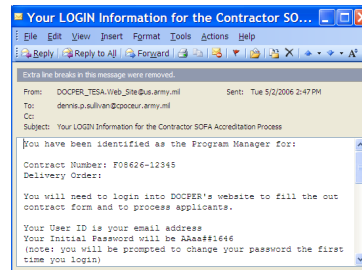 Your LOGIN Information for the Contractor SO...
File Edit View Insert Format Tools Actions Help
Reply Reply to All Forward
Extra line breaks in this message were removed.
From: DOCPER_TESA.Web_Site@us.army.mil Sent: Tue 5/2/2006 2:47 PM
To: dennis.p.sullivan@cpoceur.army.mil
Cc:
Subject: Your LOGIN Information for the Contractor SOFA Accreditation Process
You have been identified as the Program Manager for:
Contract Number: F08626-12345
Delivery Order:
You will need to login into DOCPER's website to fill out
contract form and to process applicants.
Your User ID is your email address
Your Initial Password will be AAaa##1646
(note: you will be prompted to change your password the first
time you login)